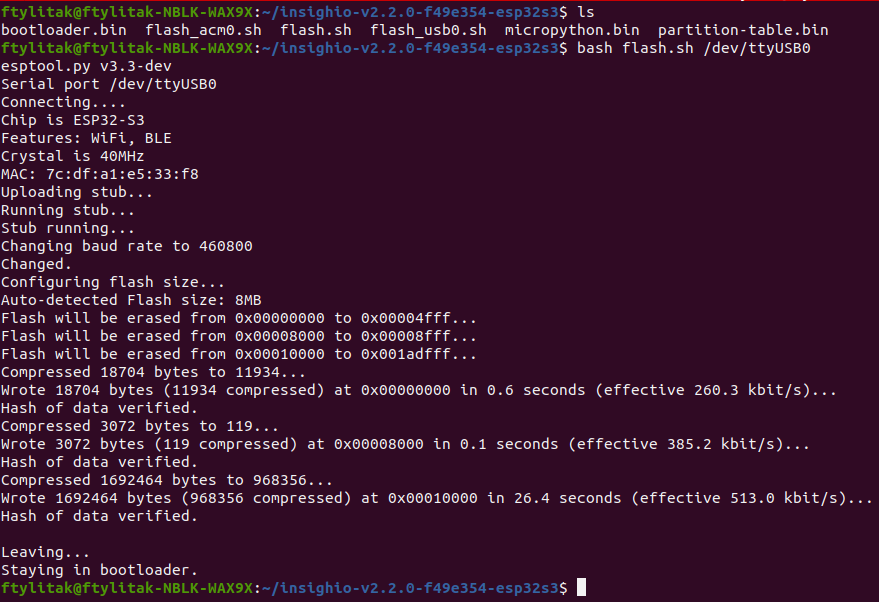 ftylitak@ftylitak-NBLK-WAX9X:~/insighio-v2.2.0-f49e354-esp32s3$ ls
bootloader.bin  flash_acm0.sh  flash.sh  flash_usb0.sh  micropython.bin  partition-table.bin
ftylitak@ftylitak-NBLK-WAX9X:~/insighio-v2.2.0-f49e354-esp32s3$ bash flash.sh /dev/ttyUSB0
esptool.py v3.3-dev
Serial port /dev/ttyUSB0
Connecting....
Chip is ESP32-S3
Features: WiFi, BLE
Crystal is 40MHz
MAC: 7c:df:a1:e5:33:f8
Uploading stub...
Running stub...
Stub running...
Changing baud rate to 460800
Changed.
Configuring flash size...
Auto-detected Flash size: 8MB
Flash will be erased from 0x00000000 to 0x00004fff...
Flash will be erased from 0x00008000 to 0x00008fff...
Flash will be erased from 0x00010000 to 0x001adfff...
Compressed 18704 bytes to 11934...
Wrote 18704 bytes (11934 compressed) at 0x00000000 in 0.6 seconds (effective 260.3 kbit/s)...
Hash of data verified.
Compressed 3072 bytes to 119...
Wrote 3072 bytes (119 compressed) at 0x00008000 in 0.1 seconds (effective 385.2 kbit/s)...
Hash of data verified.
Compressed 1692464 bytes to 968356...
Wrote 1692464 bytes (968356 compressed) at 0x00010000 in 26.4 seconds (effective 513.0 kbit/s)...
Hash of data verified.

Leaving...
Staying in bootloader.
ftylitak@ftylitak-NBLK-WAX9X:~/insighio-v2.2.0-f49e354-esp32s3$